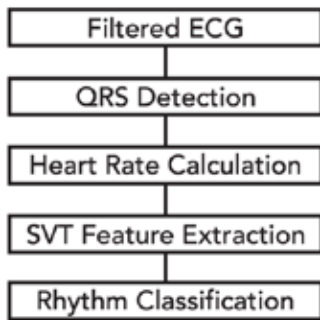 Filtered ECG
QRS Detection
Heart Rate Calculation
SVT Feature Extraction
Rhythm Classification